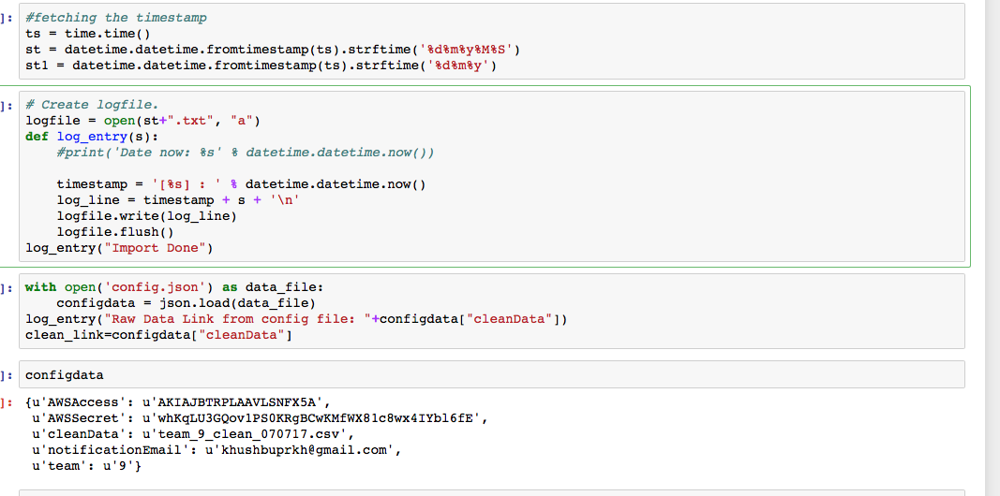 ]:
#fetching the timestamp
ts = time.time()
st = datetime.datetime.fromtimestamp(ts).strftime('%d%m%y%M%S')
st1 = datetime.datetime.fromtimestamp(ts).strftime('%d%m%y')
]:
# Create logfile.
logfile = open(st+".txt", "a")
def log_entry(s):
    #print('Date now: %s' % datetime.datetime.now())
    timestamp = '[%s] : ' % datetime.datetime.now()
    log_line = timestamp + s + '\n'
    logfile.write(log_line)
    logfile.flush()
log_entry("Import Done")
]:
with open('config.json') as data_file:
    configdata = json.load(data_file)
log_entry("Raw Data Link from config file: "+configdata["cleanData"])
clean_link=configdata["cleanData"]
]:
configdata
]:
{u'AWSAccess': u'AKIAJBTRPLAAVLSNFX5A',
 u'AWSSecret': u'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',
 u'cleanData': u'team_9_clean_070717.csv',
 u'notificationEmail': u'khushbuprkh@gmail.com',
 u'team': u'9'}